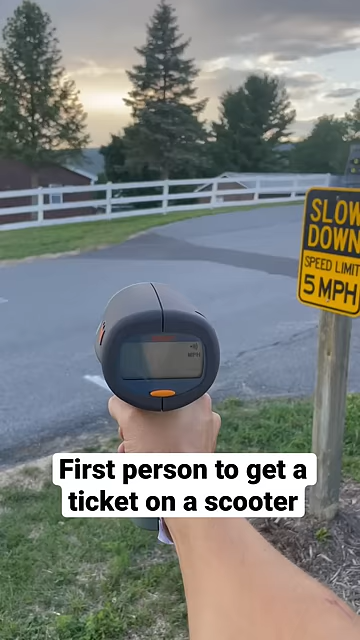 SLOW
DOWN
SPEED LIMIT
5 MPH
MPH
First person to get a
ticket on a scooter